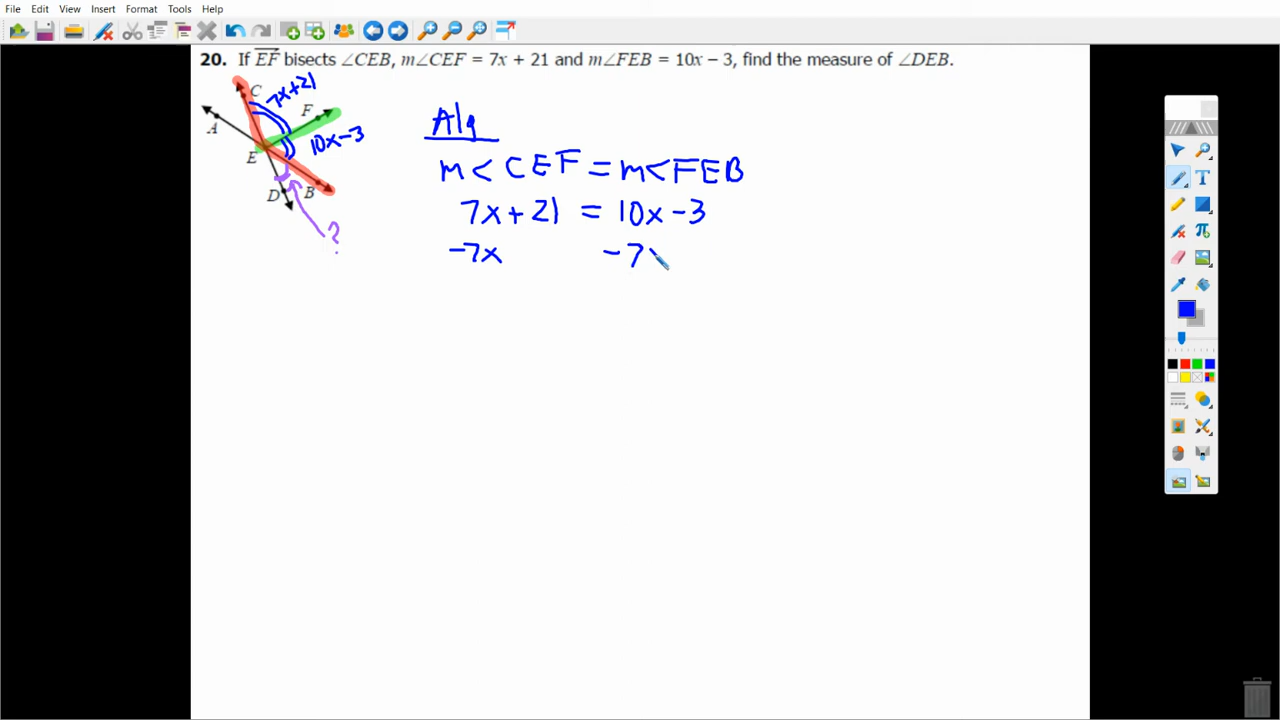 File Edit View Insert Format Tools Help
20. If EF bisects ∠CEB, m∠CEF = 7x + 21 and m∠FEB = 10x − 3, find the measure of ∠DEB.
C
7x+21
F
A
10x−3
E
D
B
?
Alg
m<CEF = m<FEB
7x+21 = 10x−3
−7x −7x
T
π